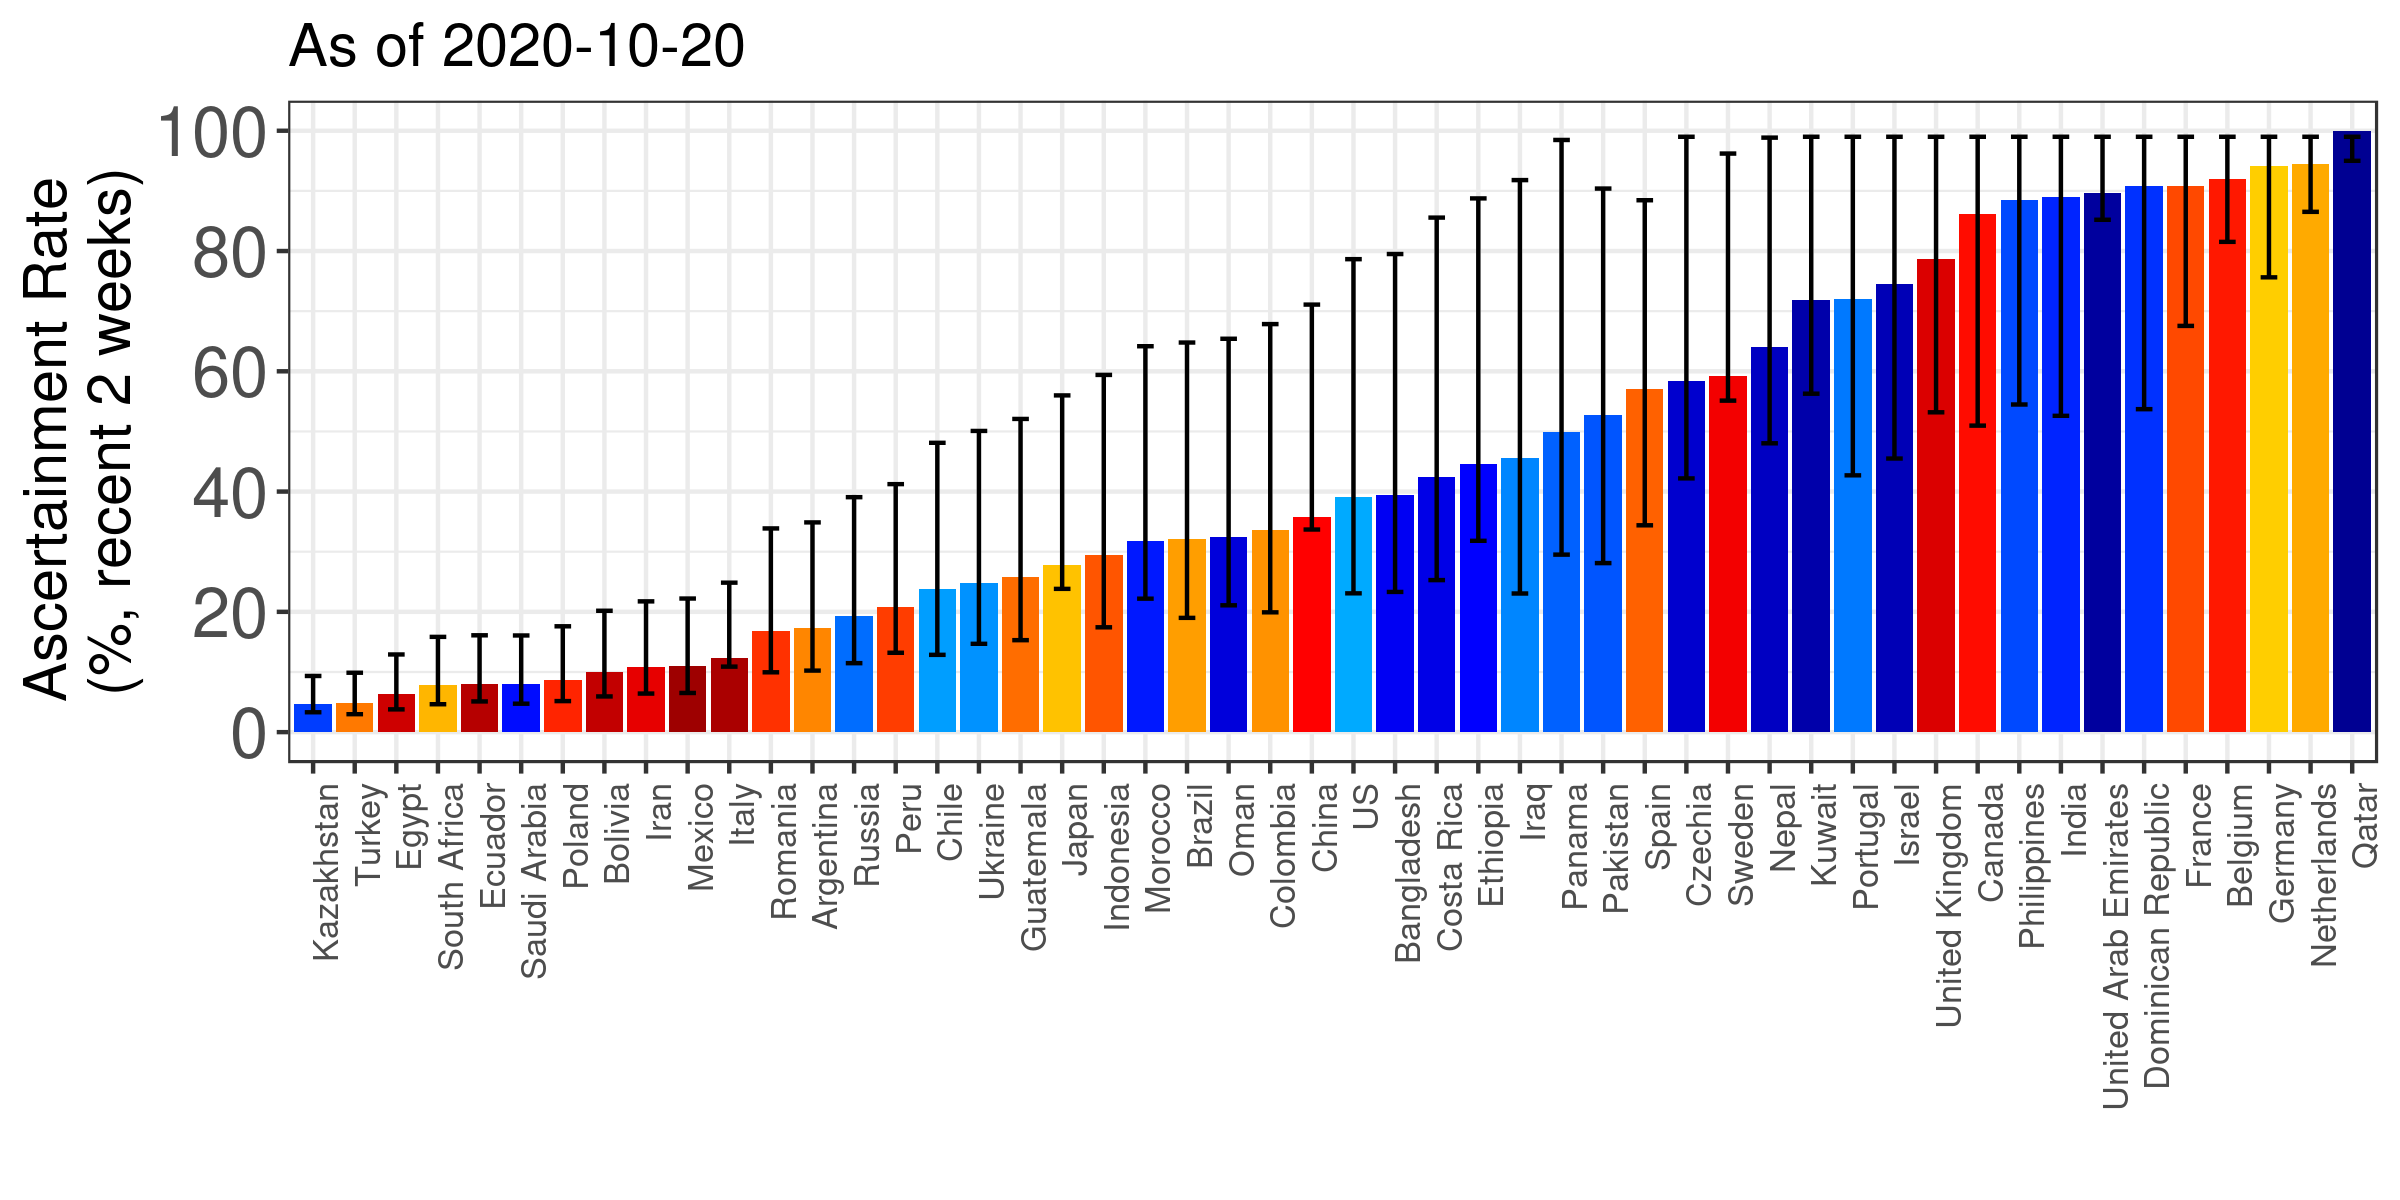 As of 2020-10-20
Ascertainment Rate
(%, recent 2 weeks)
100
80
60
40
20
0
Kazakhstan
Turkey
Egypt
South Africa
Ecuador
Saudi Arabia
Poland
Bolivia
Iran
Mexico
Italy
Romania
Argentina
Russia
Peru
Chile
Ukraine
Guatemala
Japan
Indonesia
Morocco
Brazil
Oman
Colombia
China
US
Bangladesh
Costa Rica
Ethiopia
Iraq
Panama
Pakistan
Spain
Czechia
Sweden
Nepal
Kuwait
Portugal
Israel
United Kingdom
Canada
Philippines
India
United Arab Emirates
Dominican Republic
France
Belgium
Germany
Netherlands
Qatar